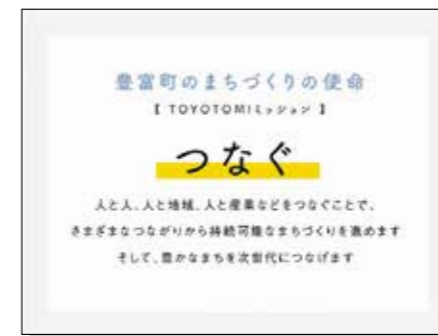 豊富町のまちづくりの使命
【 TOYOTOMIミッション 】
つなぐ
人と人、人と地域、人と産業などをつなぐことで、
さまざまなつながりから持続可能なまちづくりを進めます
そして、豊かなまちを次世代につなげます